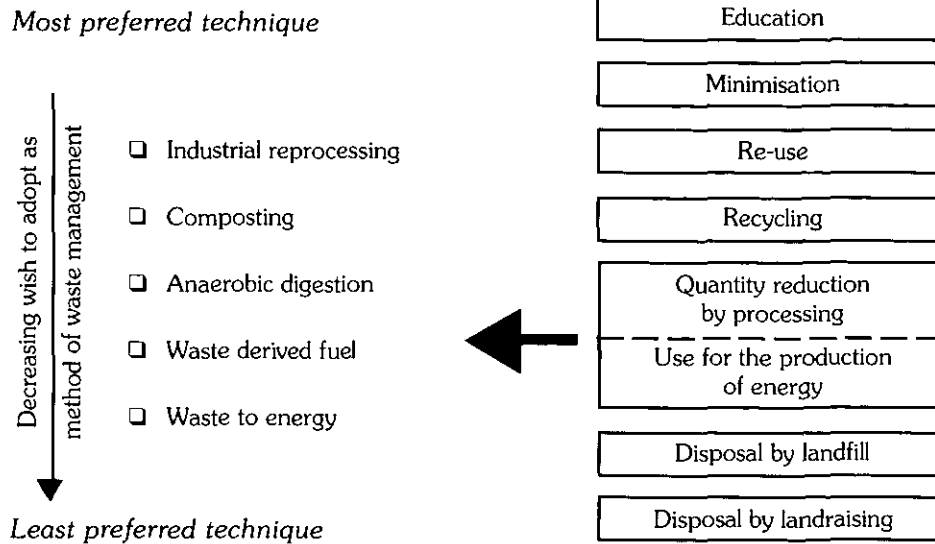 Most preferred technique
Decreasing wish to adopt as
method of waste management
❑ Industrial reprocessing
❑ Composting
❑ Anaerobic digestion
❑ Waste derived fuel
❑ Waste to energy
Least preferred technique
Education
Minimisation
Re-use
Recycling
Quantity reduction
by processing
Use for the production
of energy
Disposal by landfill
Disposal by landraising